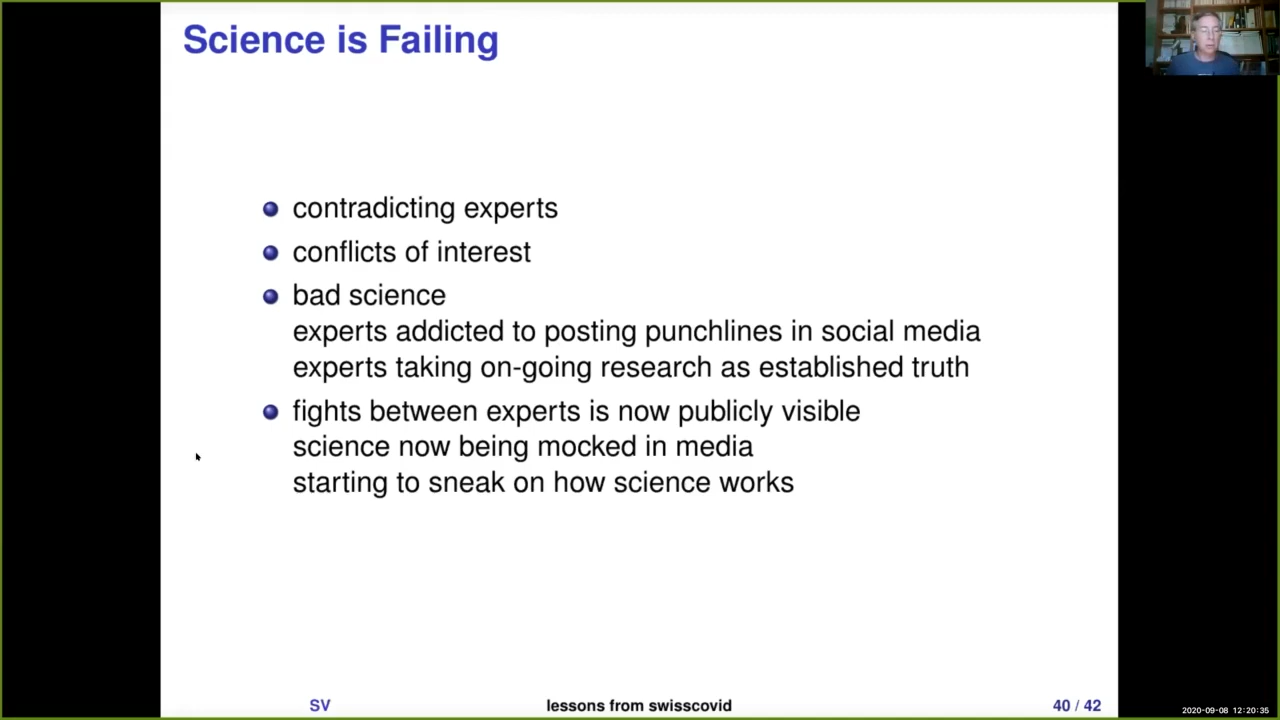 Science is Failing
contradicting experts
conflicts of interest
bad science
experts addicted to posting punchlines in social media
experts taking on-going research as established truth
fights between experts is now publicly visible
science now being mocked in media
starting to sneak on how science works
SV
lessons from swisscovid
40 / 42
2020-09-08 12:20:35